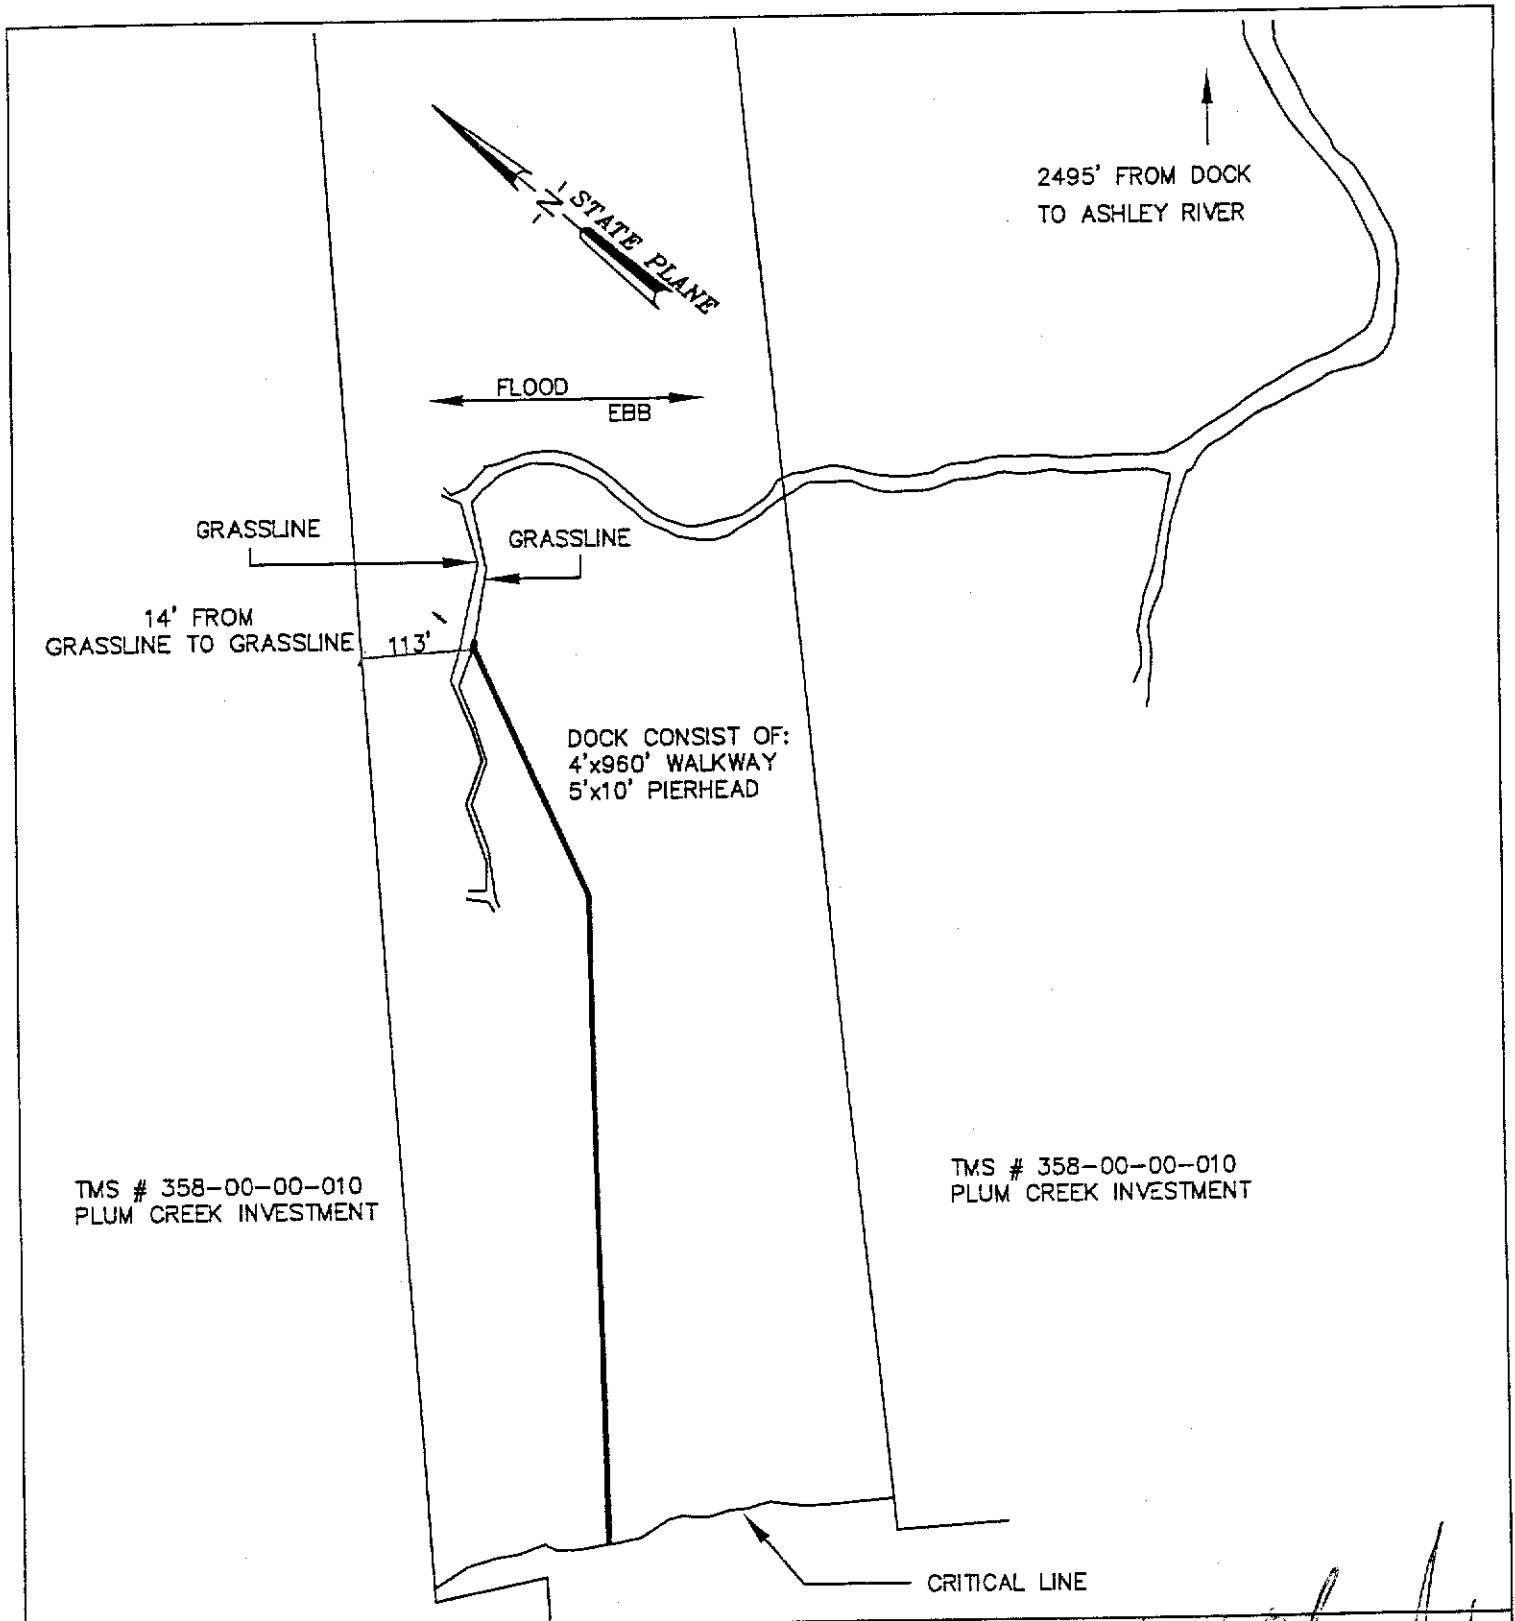 2495' FROM DOCK
TO ASHLEY RIVER
N
STATE PLANE
FLOOD
EBB
GRASSLINE
GRASSLINE
14' FROM
GRASSLINE TO GRASSLINE
113'
DOCK CONSIST OF:
4'x960' WALKWAY
5'x10' PIERHEAD
TMS # 358-00-00-010
PLUM CREEK INVESTMENT
TMS # 358-00-00-010
PLUM CREEK INVESTMENT
CRITICAL LINE